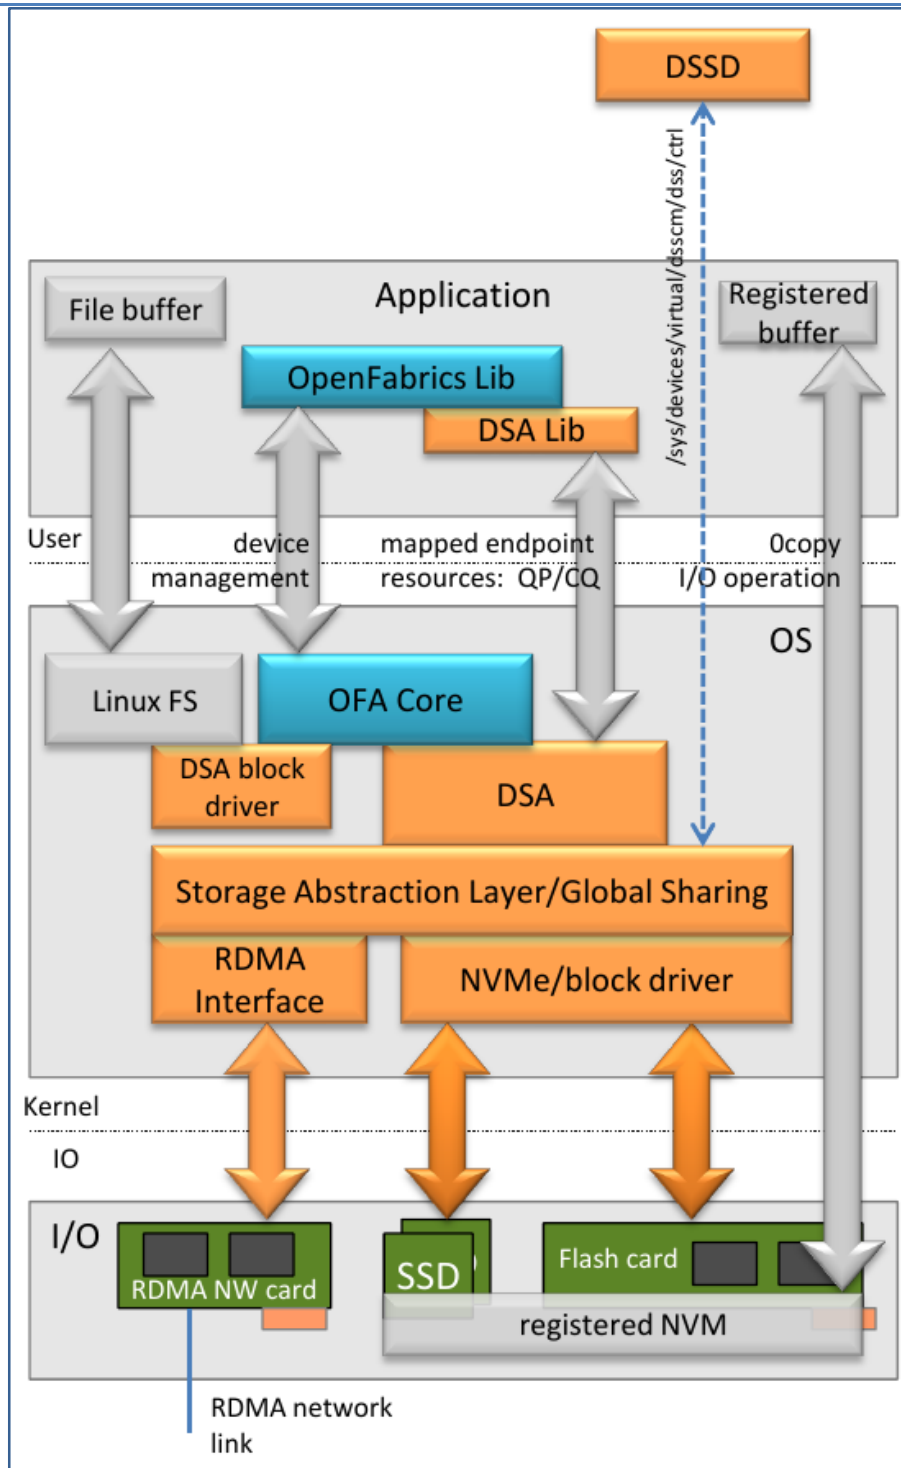 DSSD
/sys/devices/virtual/dsscm/dss/ctrl
File buffer
Application
Registered
buffer
OpenFabrics Lib
DSA Lib
User
device
management
mapped endpoint
resources: QP/CQ
0copy
I/O operation
OS
Linux FS
OFA Core
DSA block
driver
DSA
Storage Abstraction Layer/Global Sharing
RDMA
Interface
NVMe/block driver
Kernel
IO
I/O
RDMA NW card
SSD
Flash card
registered NVM
RDMA network
link